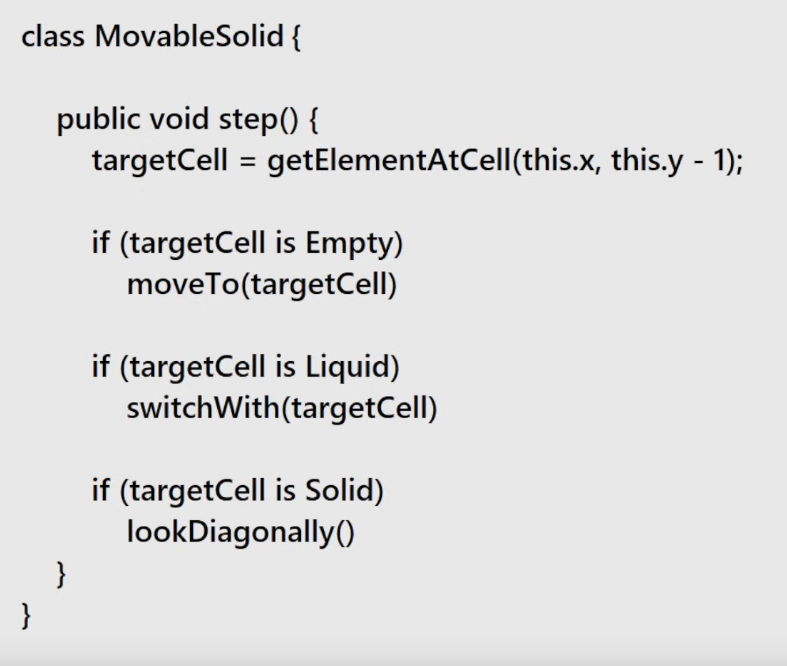 class MovableSolid {
public void step() {
targetCell = getElementAtCell(this.x, this.y - 1);
if (targetCell is Empty)
moveTo(targetCell)
if (targetCell is Liquid)
switchWith(targetCell)
if (targetCell is Solid)
lookDiagonally()
}
}